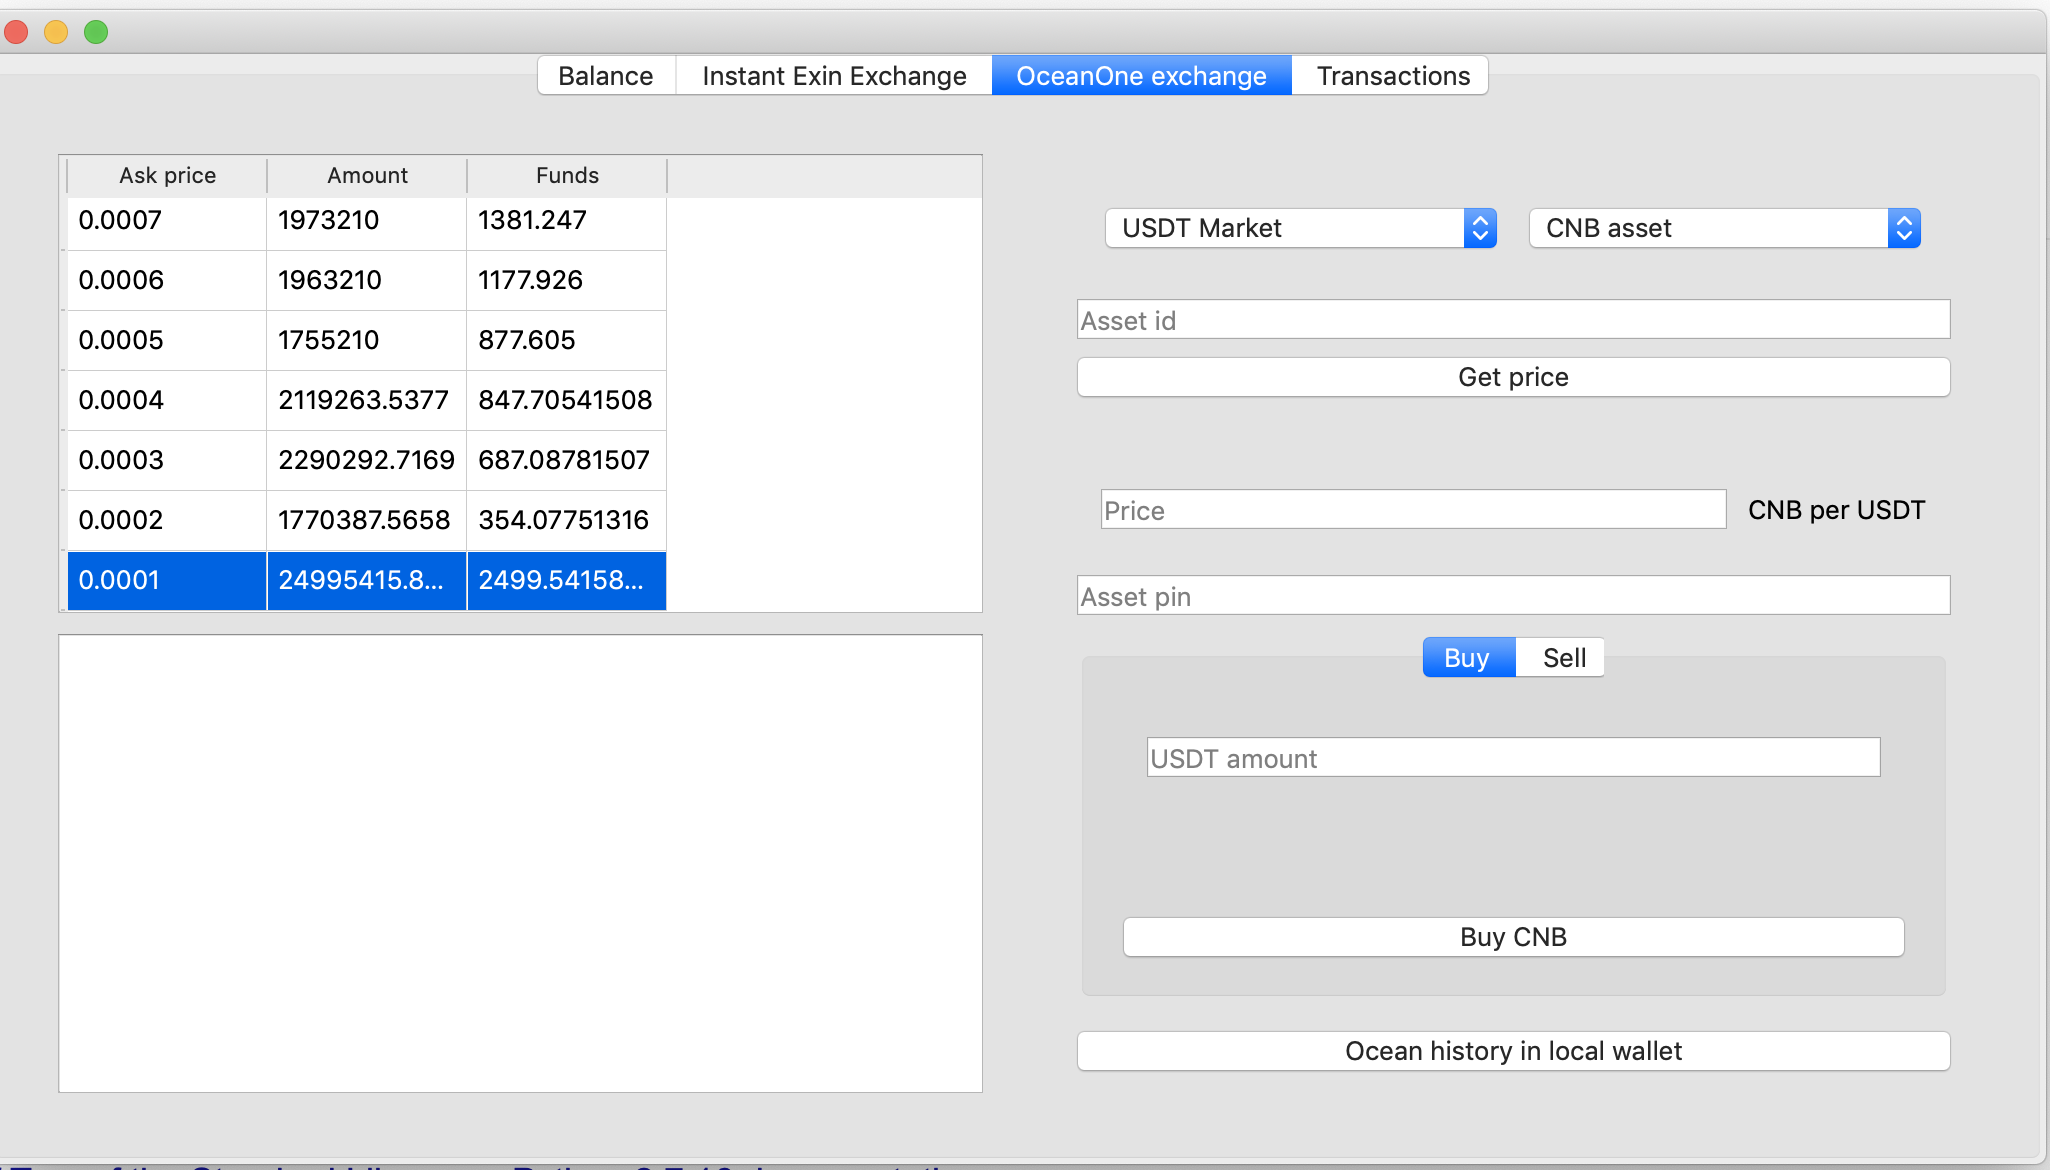 Balance Instant Exin Exchange OceanOne exchange Transactions
Ask price Amount Funds
0.0007 1973210 1381.247
0.0006 1963210 1177.926
0.0005 1755210 877.605
0.0004 2119263.5377 847.70541508
0.0003 2290292.7169 687.08781507
0.0002 1770387.5658 354.07751316
0.0001 24995415.8... 2499.54158...
USDT Market CNB asset
Asset id
Get price
Price CNB per USDT
Asset pin
Buy Sell
USDT amount
Buy CNB
Ocean history in local wallet